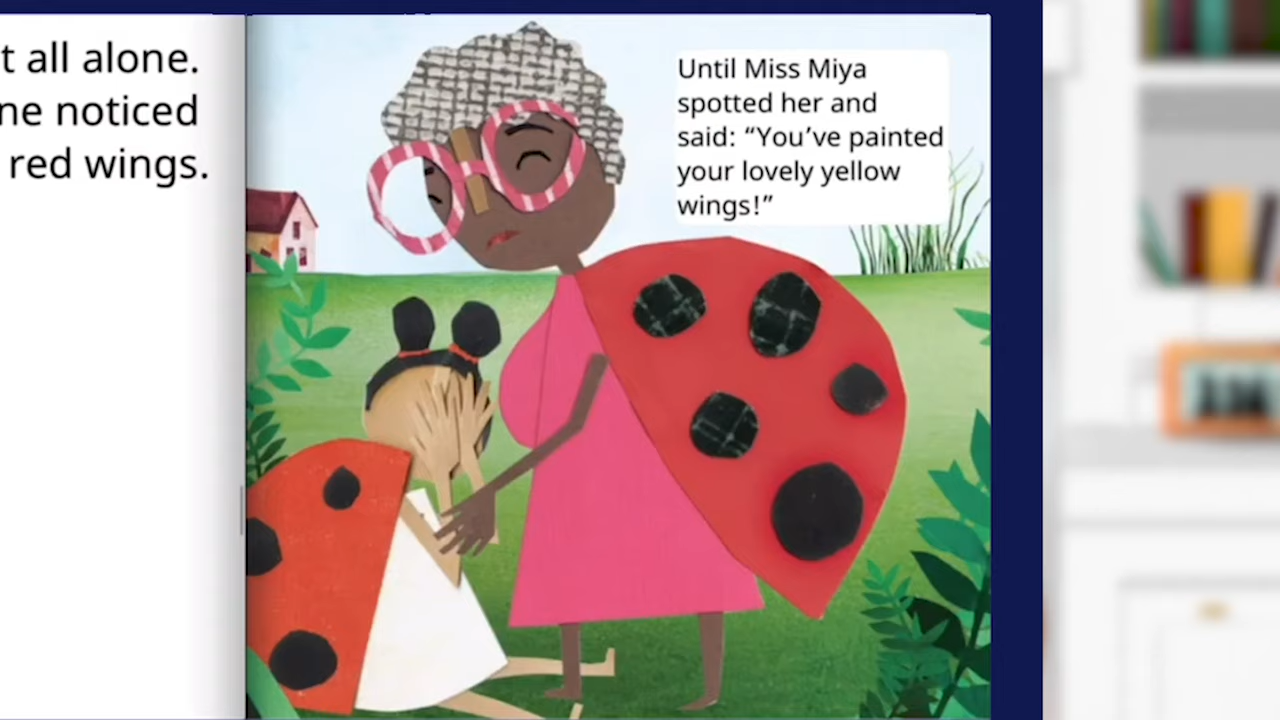 t all alone.
ne noticed
red wings.
Until Miss Miya
spotted her and
said: “You’ve painted
your lovely yellow
wings!”